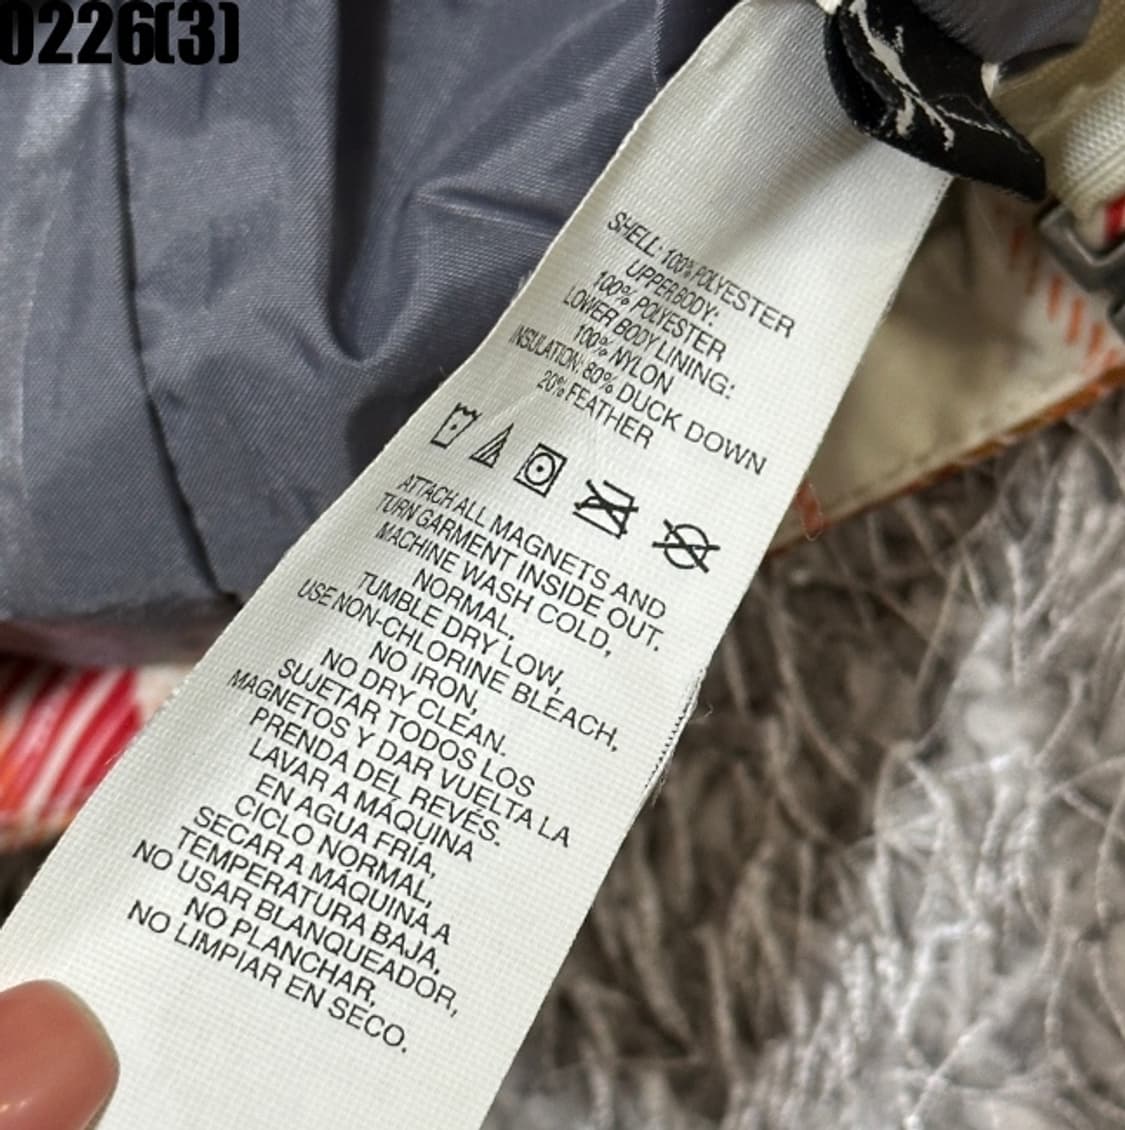 0226(3)
SHELL: 100% POLYESTER
UPPER BODY:
100% POLYESTER
LOWER BODY LINING:
100% NYLON
INSULATION: 80% DUCK DOWN
20% FEATHER
ATTACH ALL MAGNETS AND
TURN GARMENT INSIDE OUT.
MACHINE WASH COLD,
NORMAL,
TUMBLE DRY LOW,
USE NON-CHLORINE BLEACH,
NO IRON,
NO DRY CLEAN.
SUJETAR TODOS LOS
MAGNETOS Y DAR VUELTA LA
PRENDA DEL REVÉS.
LAVAR A MÁQUINA
EN AGUA FRÍA,
CICLO NORMAL,
SECAR A MÁQUINA A
TEMPERATURA BAJA,
NO USAR BLANQUEADOR,
NO PLANCHAR,
NO LIMPIAR EN SECO.